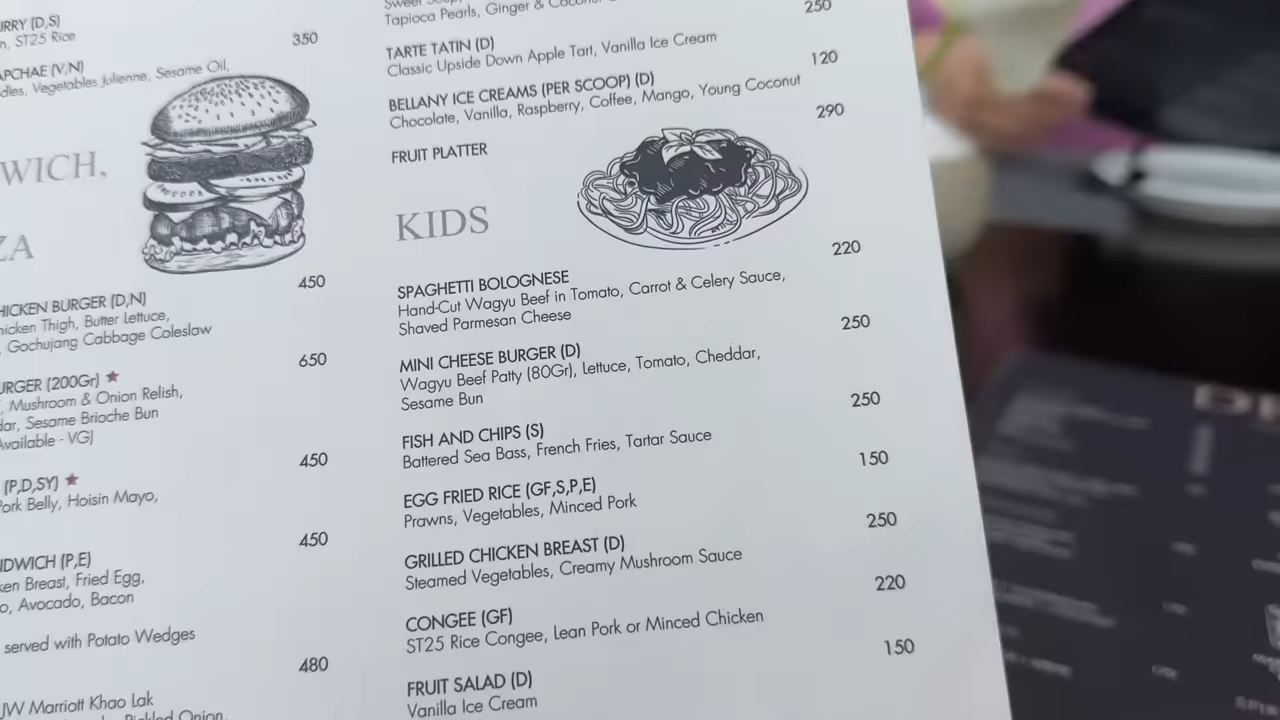 URRY (D,S)
n, ST25 Rice
350
APCHAE (V,N)
dles, Vegetables Julienne, Sesame Oil,
WICH,
ZA
450
HICKEN BURGER (D,N)
hicken Thigh, Butter Lettuce,
, Gochujang Cabbage Coleslaw
650
URGER (200Gr) ★
, Mushroom & Onion Relish,
dar, Sesame Brioche Bun
Available - VG)
450
(P,D,SY) ★
Pork Belly, Hoisin Mayo,
450
NDWICH (P,E)
ken Breast, Fried Egg,
o, Avocado, Bacon
served with Potato Wedges
480
JW Marriott Khao Lak
Pickled Onion,
Tapioca Pearls, Ginger & Coconut
250
TARTE TATIN (D)
Classic Upside Down Apple Tart, Vanilla Ice Cream
120
BELLANY ICE CREAMS (PER SCOOP) (D)
Chocolate, Vanilla, Raspberry, Coffee, Mango, Young Coconut
290
FRUIT PLATTER
KIDS
220
SPAGHETTI BOLOGNESE
Hand-Cut Wagyu Beef in Tomato, Carrot & Celery Sauce,
Shaved Parmesan Cheese
250
MINI CHEESE BURGER (D)
Wagyu Beef Patty (80Gr), Lettuce, Tomato, Cheddar,
Sesame Bun
250
FISH AND CHIPS (S)
Battered Sea Bass, French Fries, Tartar Sauce
150
EGG FRIED RICE (GF,S,P,E)
Prawns, Vegetables, Minced Pork
250
GRILLED CHICKEN BREAST (D)
Steamed Vegetables, Creamy Mushroom Sauce
220
CONGEE (GF)
ST25 Rice Congee, Lean Pork or Minced Chicken
150
FRUIT SALAD (D)
Vanilla Ice Cream